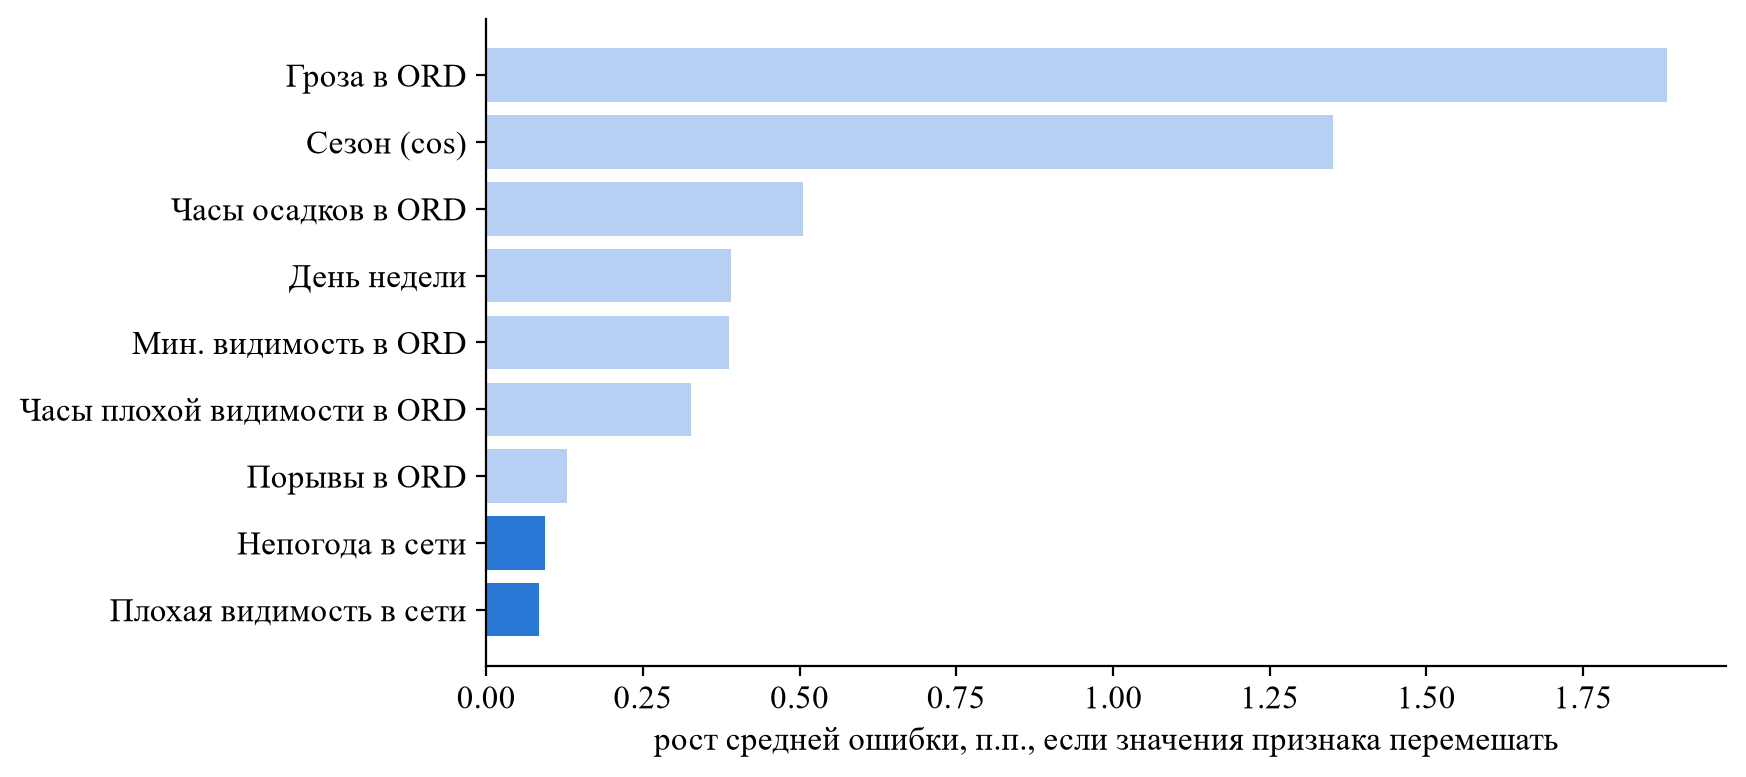 Гроза в ORD
Сезон (cos)
Часы осадков в ORD
День недели
Мин. видимость в ORD
Часы плохой видимости в ORD
Порывы в ORD
Непогода в сети
Плохая видимость в сети
0.00 0.25 0.50 0.75 1.00 1.25 1.50 1.75
рост средней ошибки, п.п., если значения признака перемешать